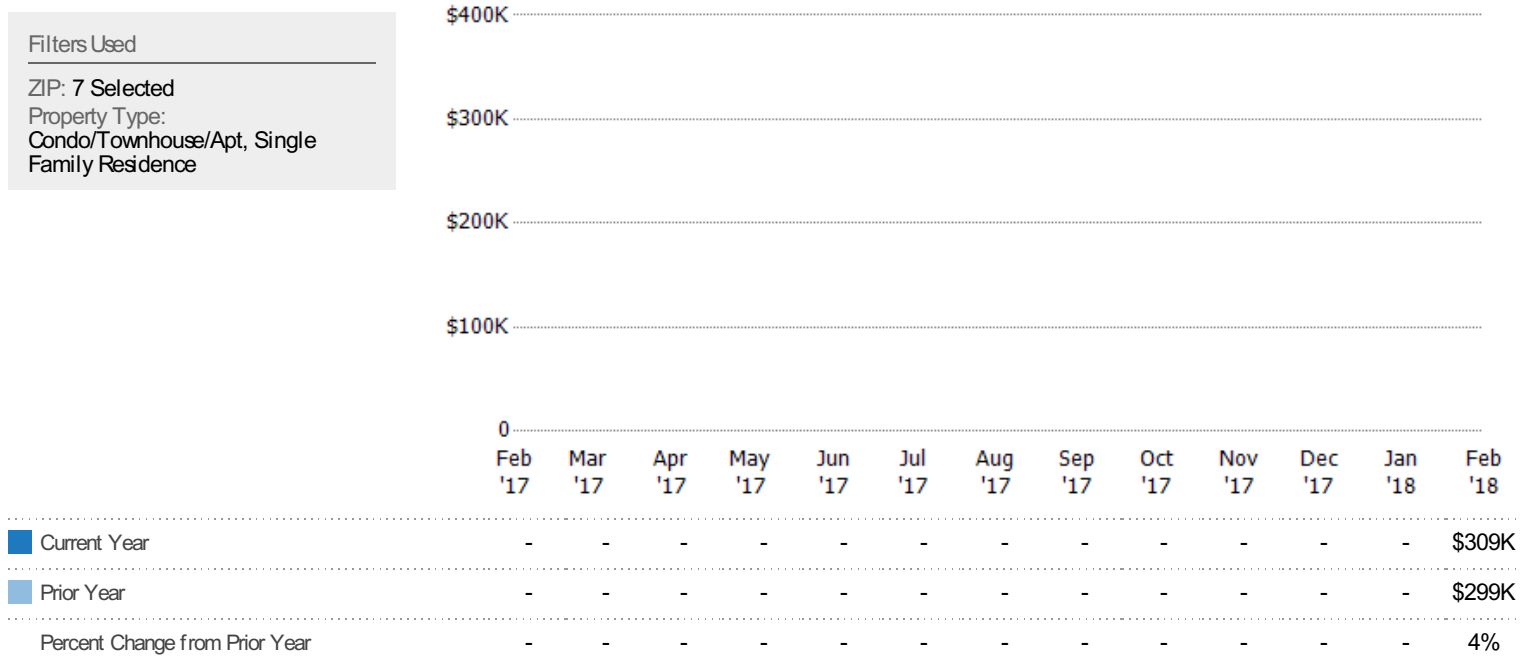 Filters Used
ZIP: 7 Selected
Property Type:
Condo/Townhouse/Apt, Single
Family Residence
$400K
$300K
$200K
$100K
0
Feb Mar Apr May Jun Jul Aug Sep Oct Nov Dec Jan Feb
'17 '17 '17 '17 '17 '17 '17 '17 '17 '17 '17 '18 '18
Current Year - - - - - - - - - - - - $309K
Prior Year - - - - - - - - - - - - $299K
Percent Change from Prior Year - - - - - - - - - - - - 4%